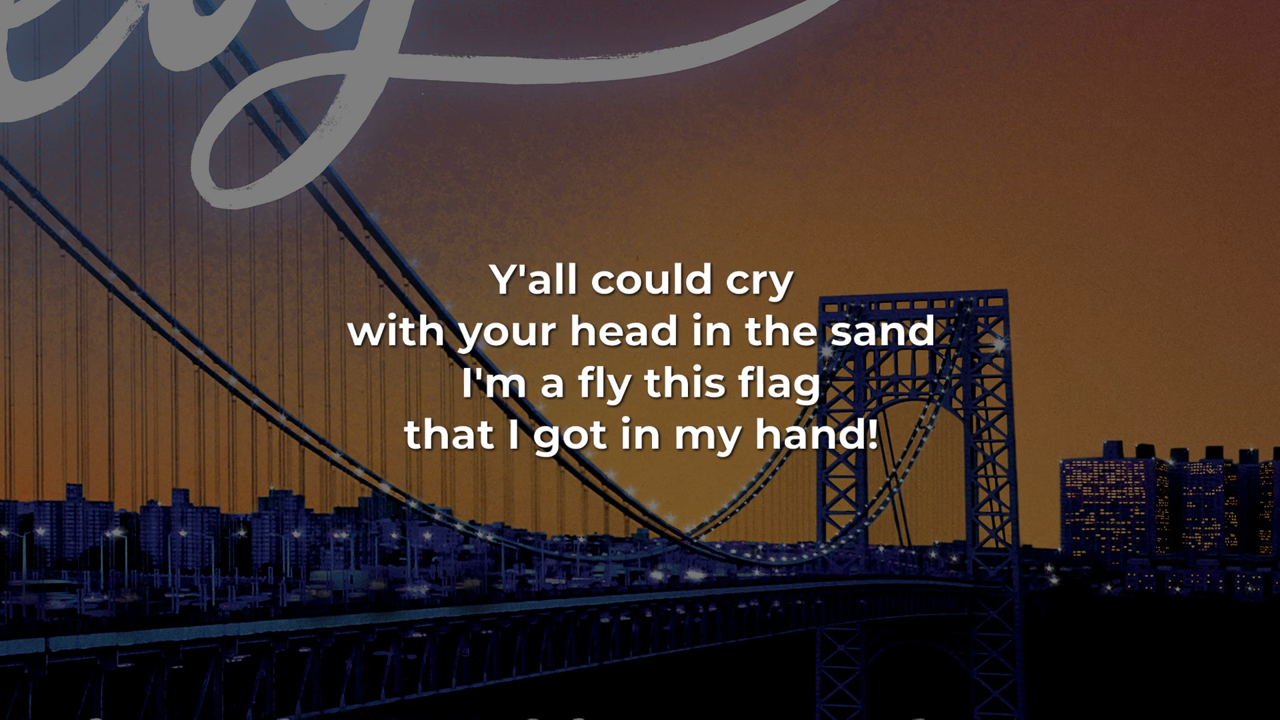 Y'all could cry
with your head in the sand
I'm a fly this flag
that I got in my hand!